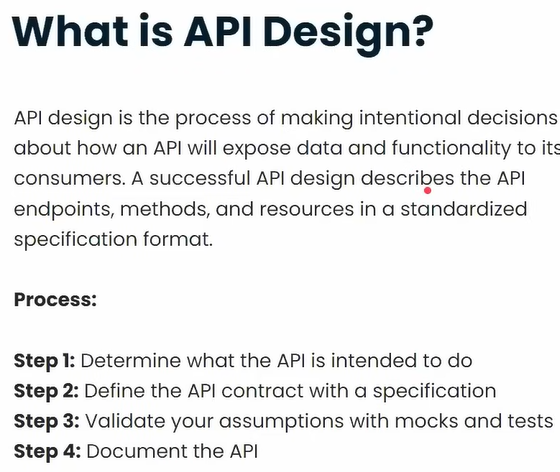 What is API Design?
API design is the process of making intentional decisions
about how an API will expose data and functionality to its
consumers. A successful API design describes the API
endpoints, methods, and resources in a standardized
specification format.
Process:
Step 1: Determine what the API is intended to do
Step 2: Define the API contract with a specification
Step 3: Validate your assumptions with mocks and tests
Step 4: Document the API